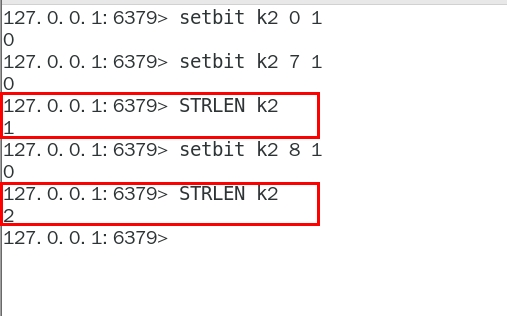 127.0.0.1:6379> setbit k2 0 1
0
127.0.0.1:6379> setbit k2 7 1
0
127.0.0.1:6379> STRLEN k2
1
127.0.0.1:6379> setbit k2 8 1
0
127.0.0.1:6379> STRLEN k2
2
127.0.0.1:6379>